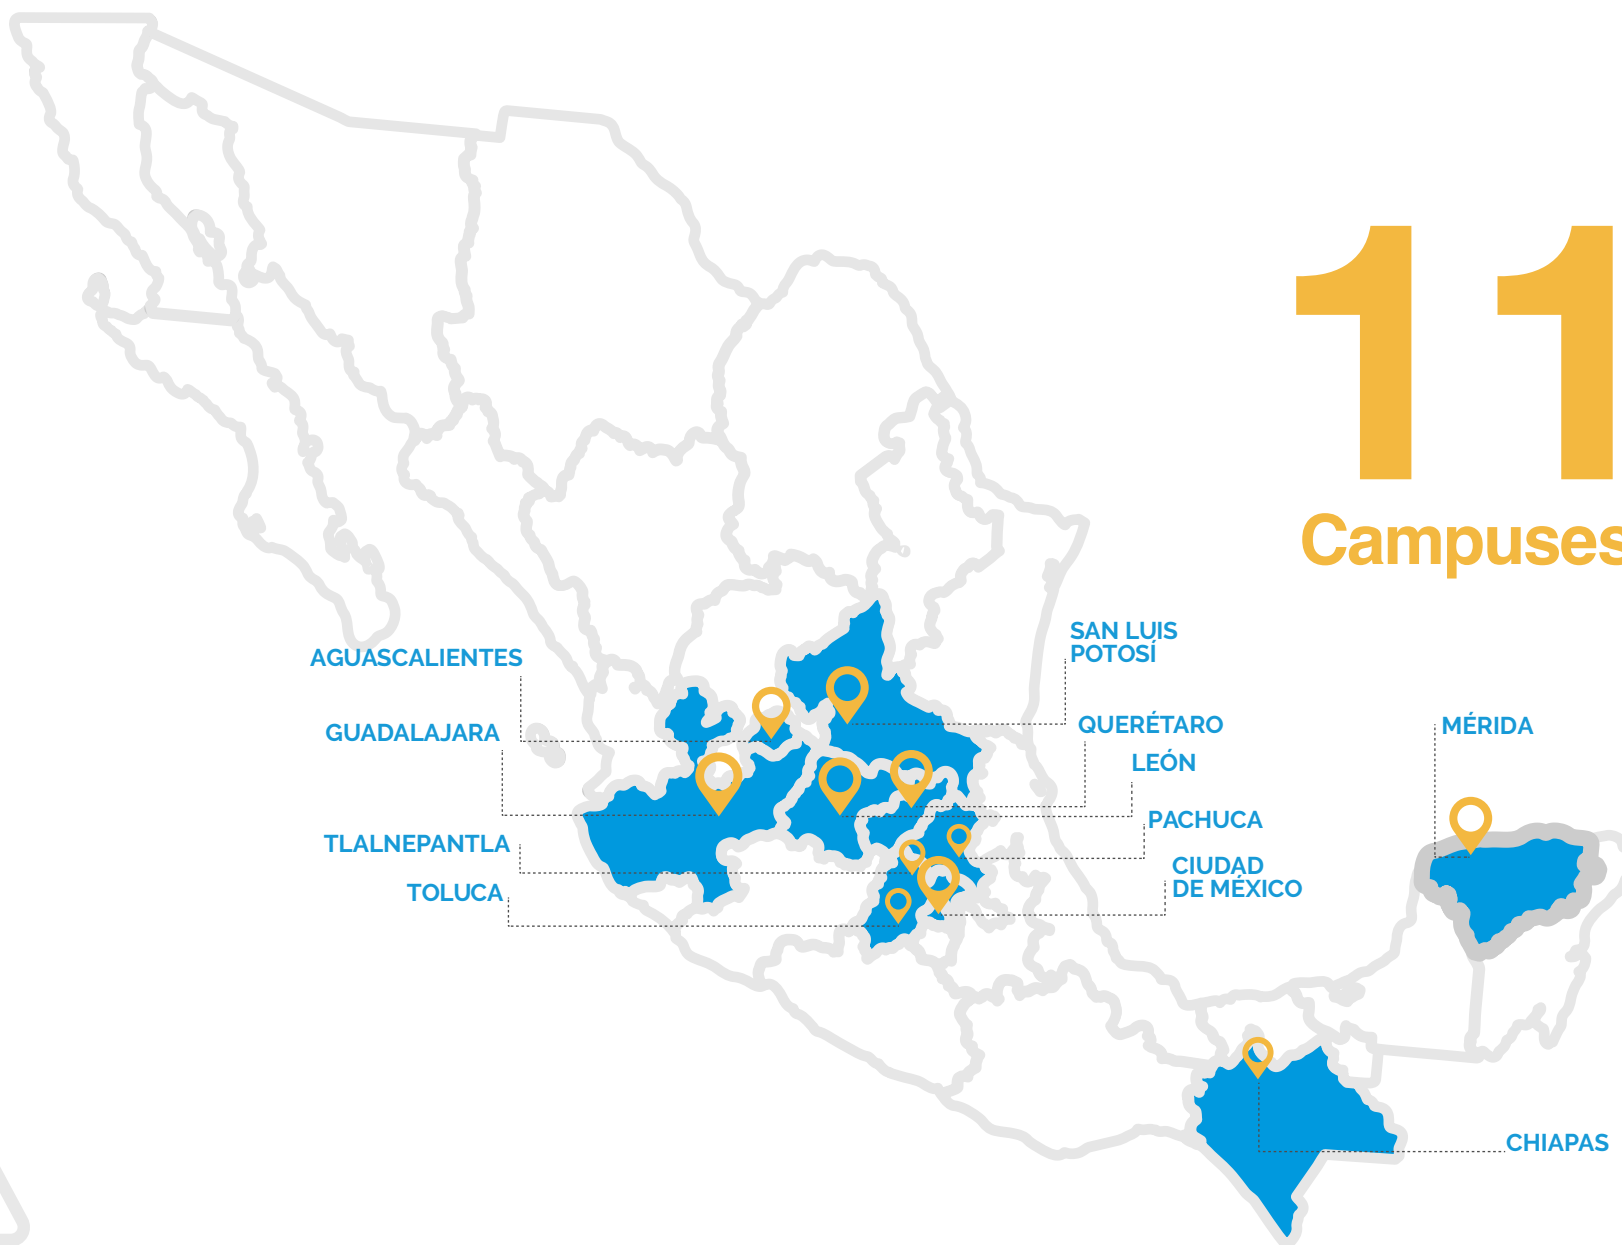 11
Campuses
AGUASCALIENTES
GUADALAJARA
TLALNEPANTLA
TOLUCA
SAN LUIS
POTOSÍ
QUERÉTARO
LEÓN
PACHUCA
CIUDAD
DE MÉXICO
MÉRIDA
CHIAPAS